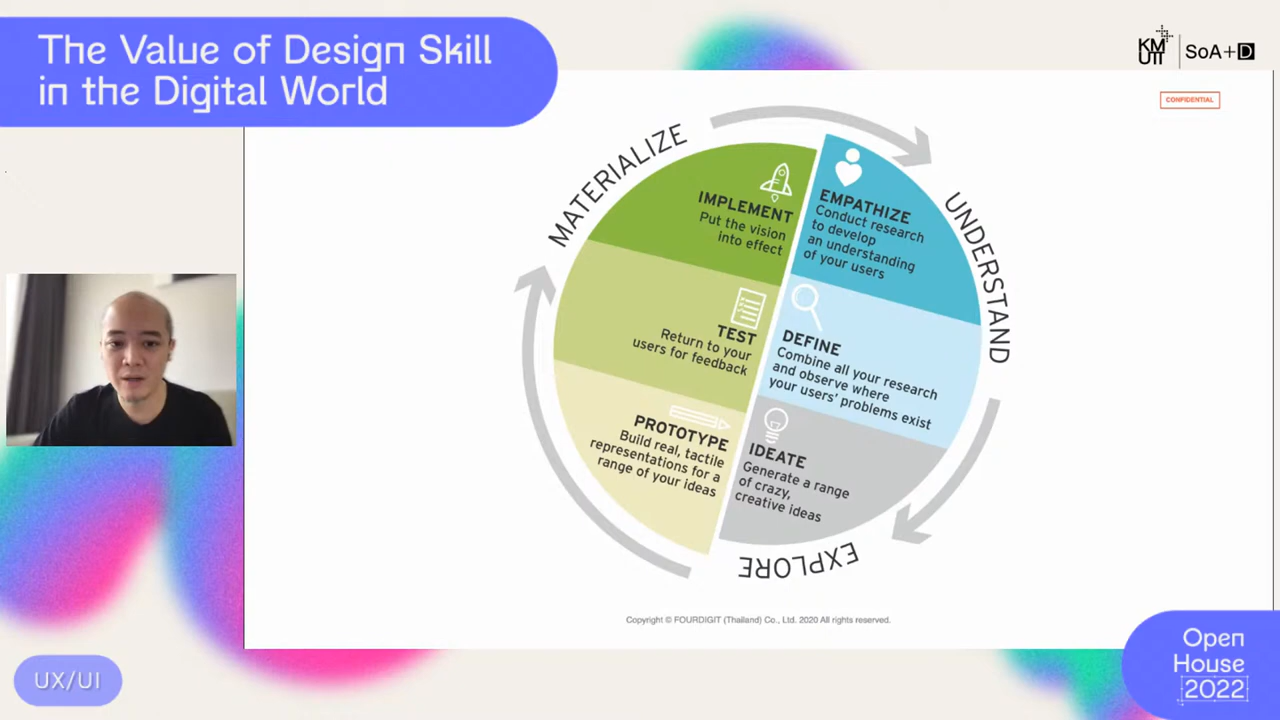 The Value of Design Skill
in the Digital World
KM
UTT
SoA+D
CONFIDENTIAL
MATERIALIZE
UNDERSTAND
EXPLORE
IMPLEMENT
Put the vision
into effect
EMPATHIZE
Conduct research
to develop
an understanding
of your users
TEST
Return to your
users for feedback
DEFINE
Combine all your research
and observe where
your users' problems exist
PROTOTYPE
Build real, tactile
representations for a
range of your ideas
IDEATE
Generate a range
of crazy,
creative ideas
Copyright © FOURDIGIT (Thailand) Co., Ltd. 2020 All rights reserved.
UX/UI
Open
House
2022